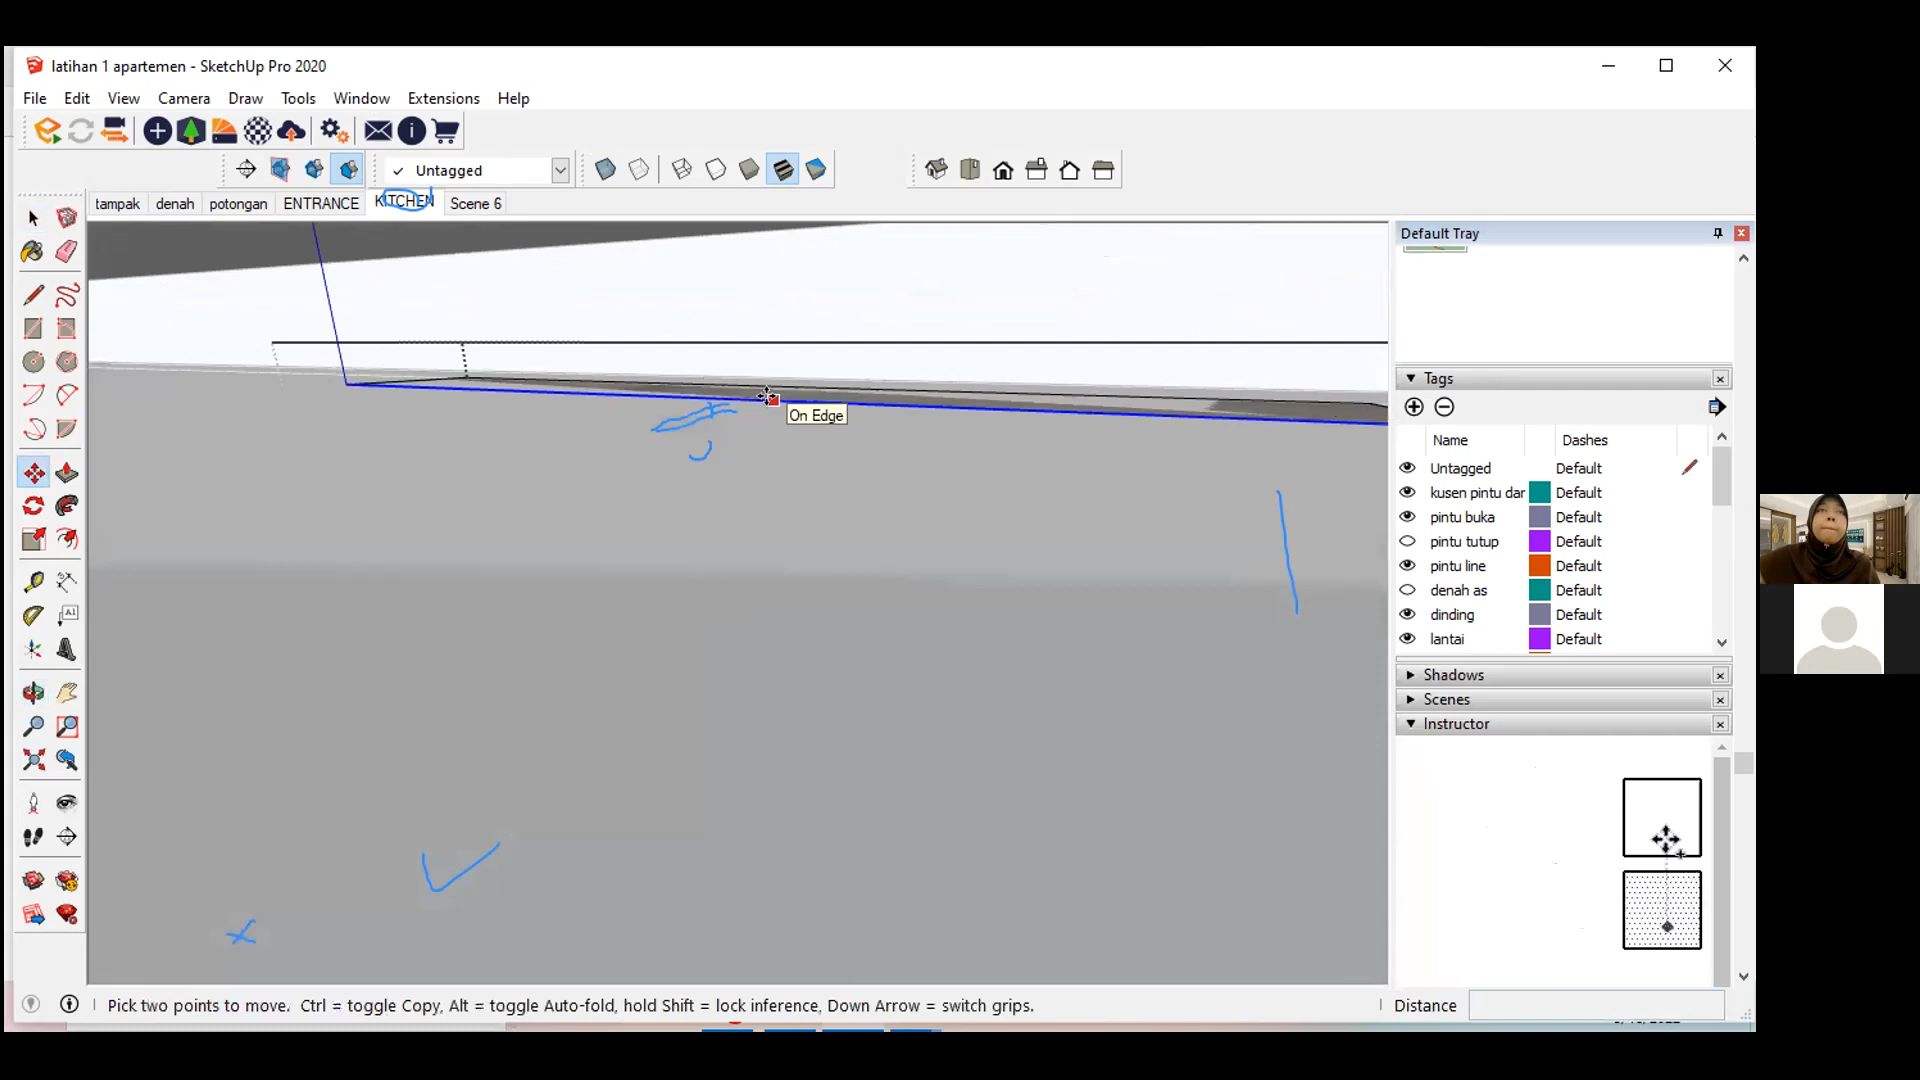 latihan 1 apartemen - SketchUp Pro 2020
File Edit View Camera Draw Tools Window Extensions Help
Untagged
tampak denah potongan ENTRANCE KITCHEN Scene 6
Default Tray
On Edge
Tags
Name Dashes
Untagged Default
kusen pintu dar Default
pintu buka Default
pintu tutup Default
pintu line Default
denah as Default
dinding Default
lantai Default
Shadows
Scenes
Instructor
Pick two points to move. Ctrl = toggle Copy, Alt = toggle Auto-fold, hold Shift = lock inference, Down Arrow = switch grips.
Distance